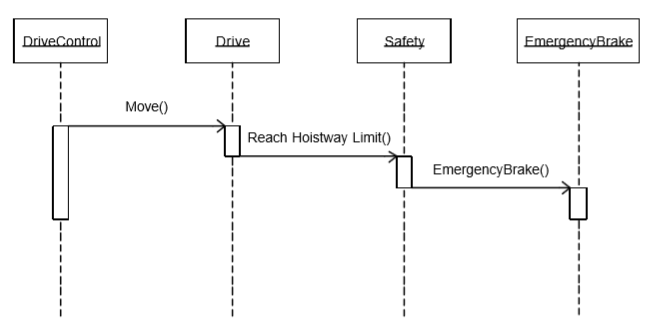 DriveControl
Drive
Safety
EmergencyBrake
Move()
Reach Hoistway Limit()
EmergencyBrake()